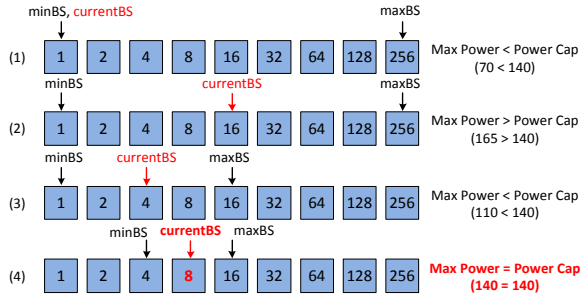 minBS, currentBS maxBS
(1) 1 2 4 8 16 32 64 128 256 Max Power < Power Cap
(70 < 140)
minBS currentBS maxBS
(2) 1 2 4 8 16 32 64 128 256 Max Power > Power Cap
(165 > 140)
minBS currentBS maxBS
(3) 1 2 4 8 16 32 64 128 256 Max Power < Power Cap
(110 < 140)
minBS currentBS maxBS
(4) 1 2 4 8 16 32 64 128 256 Max Power = Power Cap
(140 = 140)